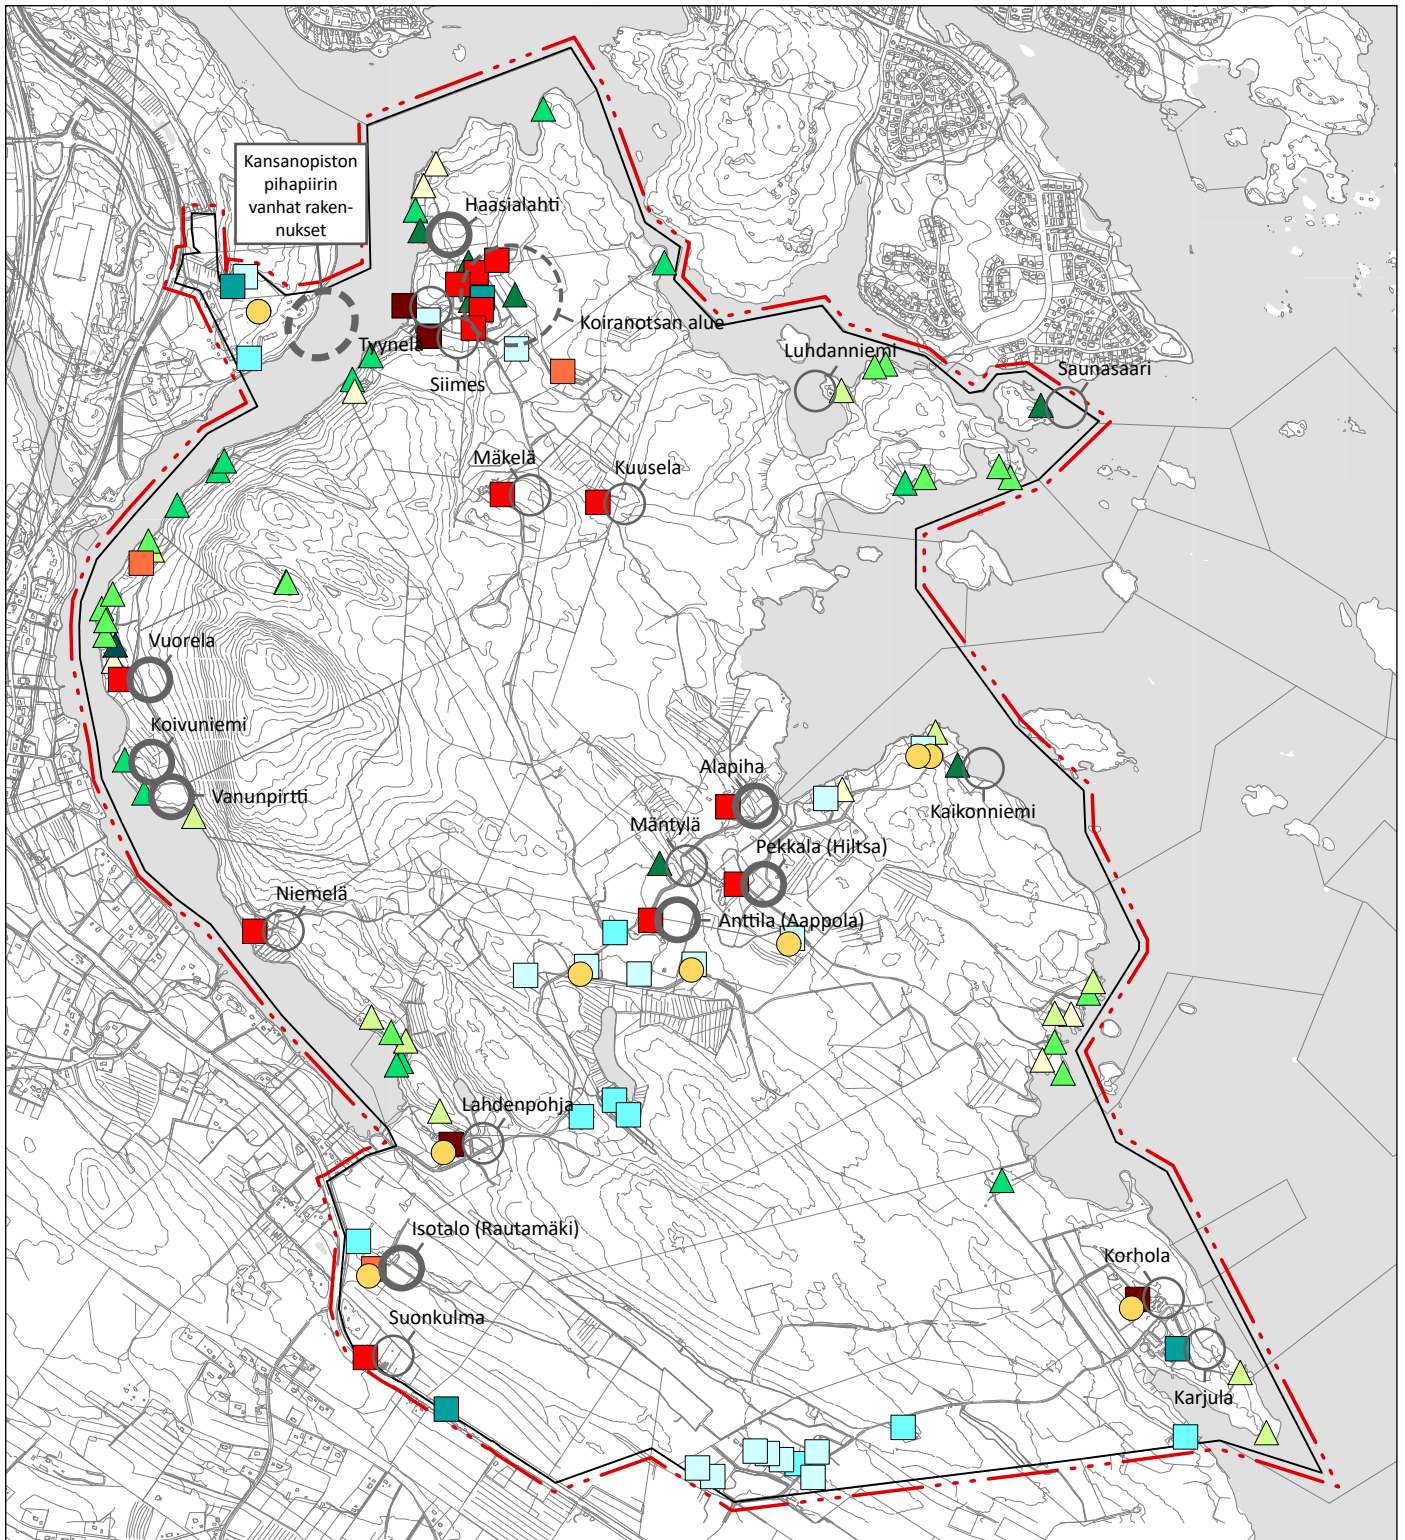 Kansanopiston
pihapiirin
vanhat raken-
nukset
Haasialahti
Koiranotsan alue
Tyynelä
Siimes
Luhdanniemi
Saunasaari
Mäkelä
Kuusela
Vuorela
Koivuniemi
Vanunpirtti
Alapiha
Kaikonniemi
Mäntylä
Pekkala (Hiltsa)
Niemelä
Anttila (Aappola)
Lahdenpohja
Isotalo (Rautamäki)
Korhola
Suonkulma
Karjula